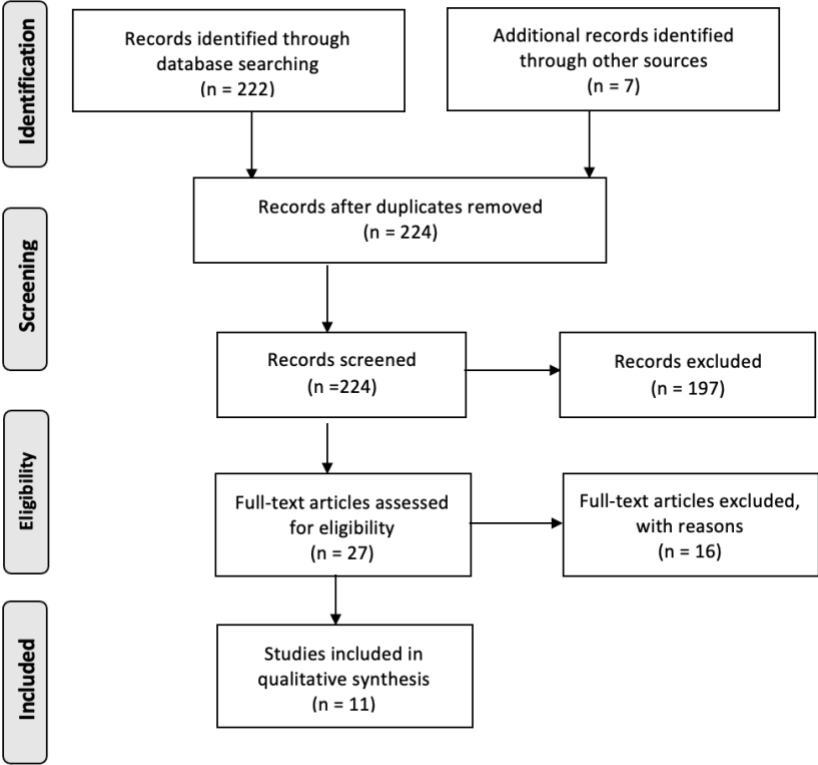 Identification
Records identified through
database searching
(n = 222)
Additional records identified
through other sources
(n = 7)
Records after duplicates removed
(n = 224)
Screening
Records screened
(n =224)
Records excluded
(n = 197)
Eligibility
Full-text articles assessed
for eligibility
(n = 27)
Full-text articles excluded,
with reasons
(n = 16)
Included
Studies included in
qualitative synthesis
(n = 11)